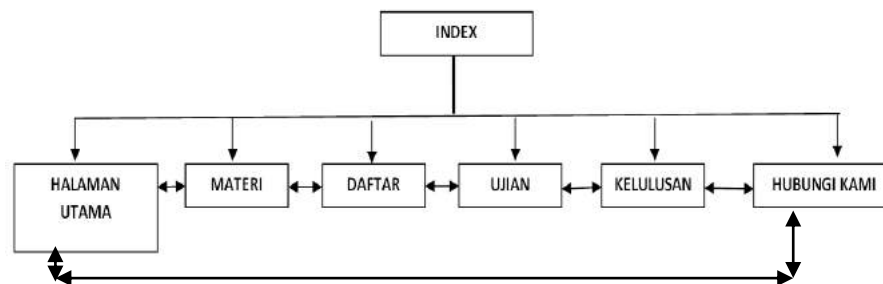 INDEX
HALAMAN
UTAMA
MATERI
DAFTAR
UJIAN
KELULUSAN
HUBUNGI KAMI